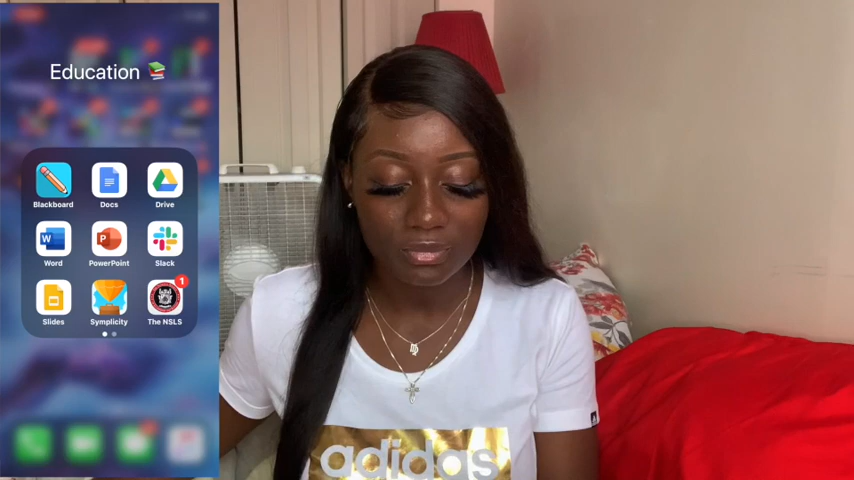 Education 📚
Blackboard Docs Drive
Word PowerPoint Slack
1
Slides Symplicity The NSLS
adidas